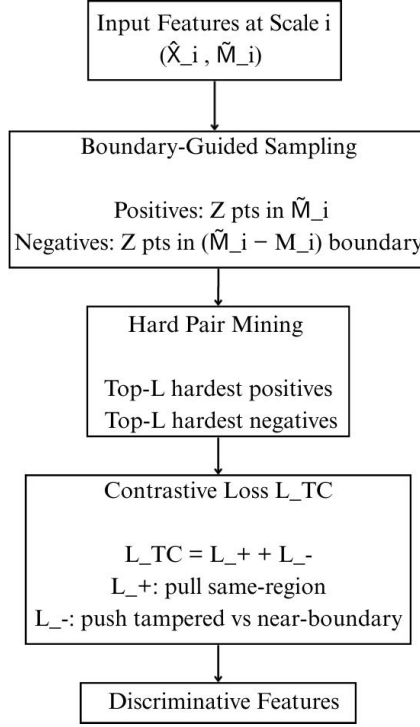 Input Features at Scale i
(X̂_i , M̃_i)
Boundary-Guided Sampling
Positives: Z pts in M̃_i
Negatives: Z pts in (M̃_i − M_i) boundary
Hard Pair Mining
Top-L hardest positives
Top-L hardest negatives
Contrastive Loss L_TC
L_TC = L_+ + L_-
L_+: pull same-region
L_-: push tampered vs near-boundary
Discriminative Features